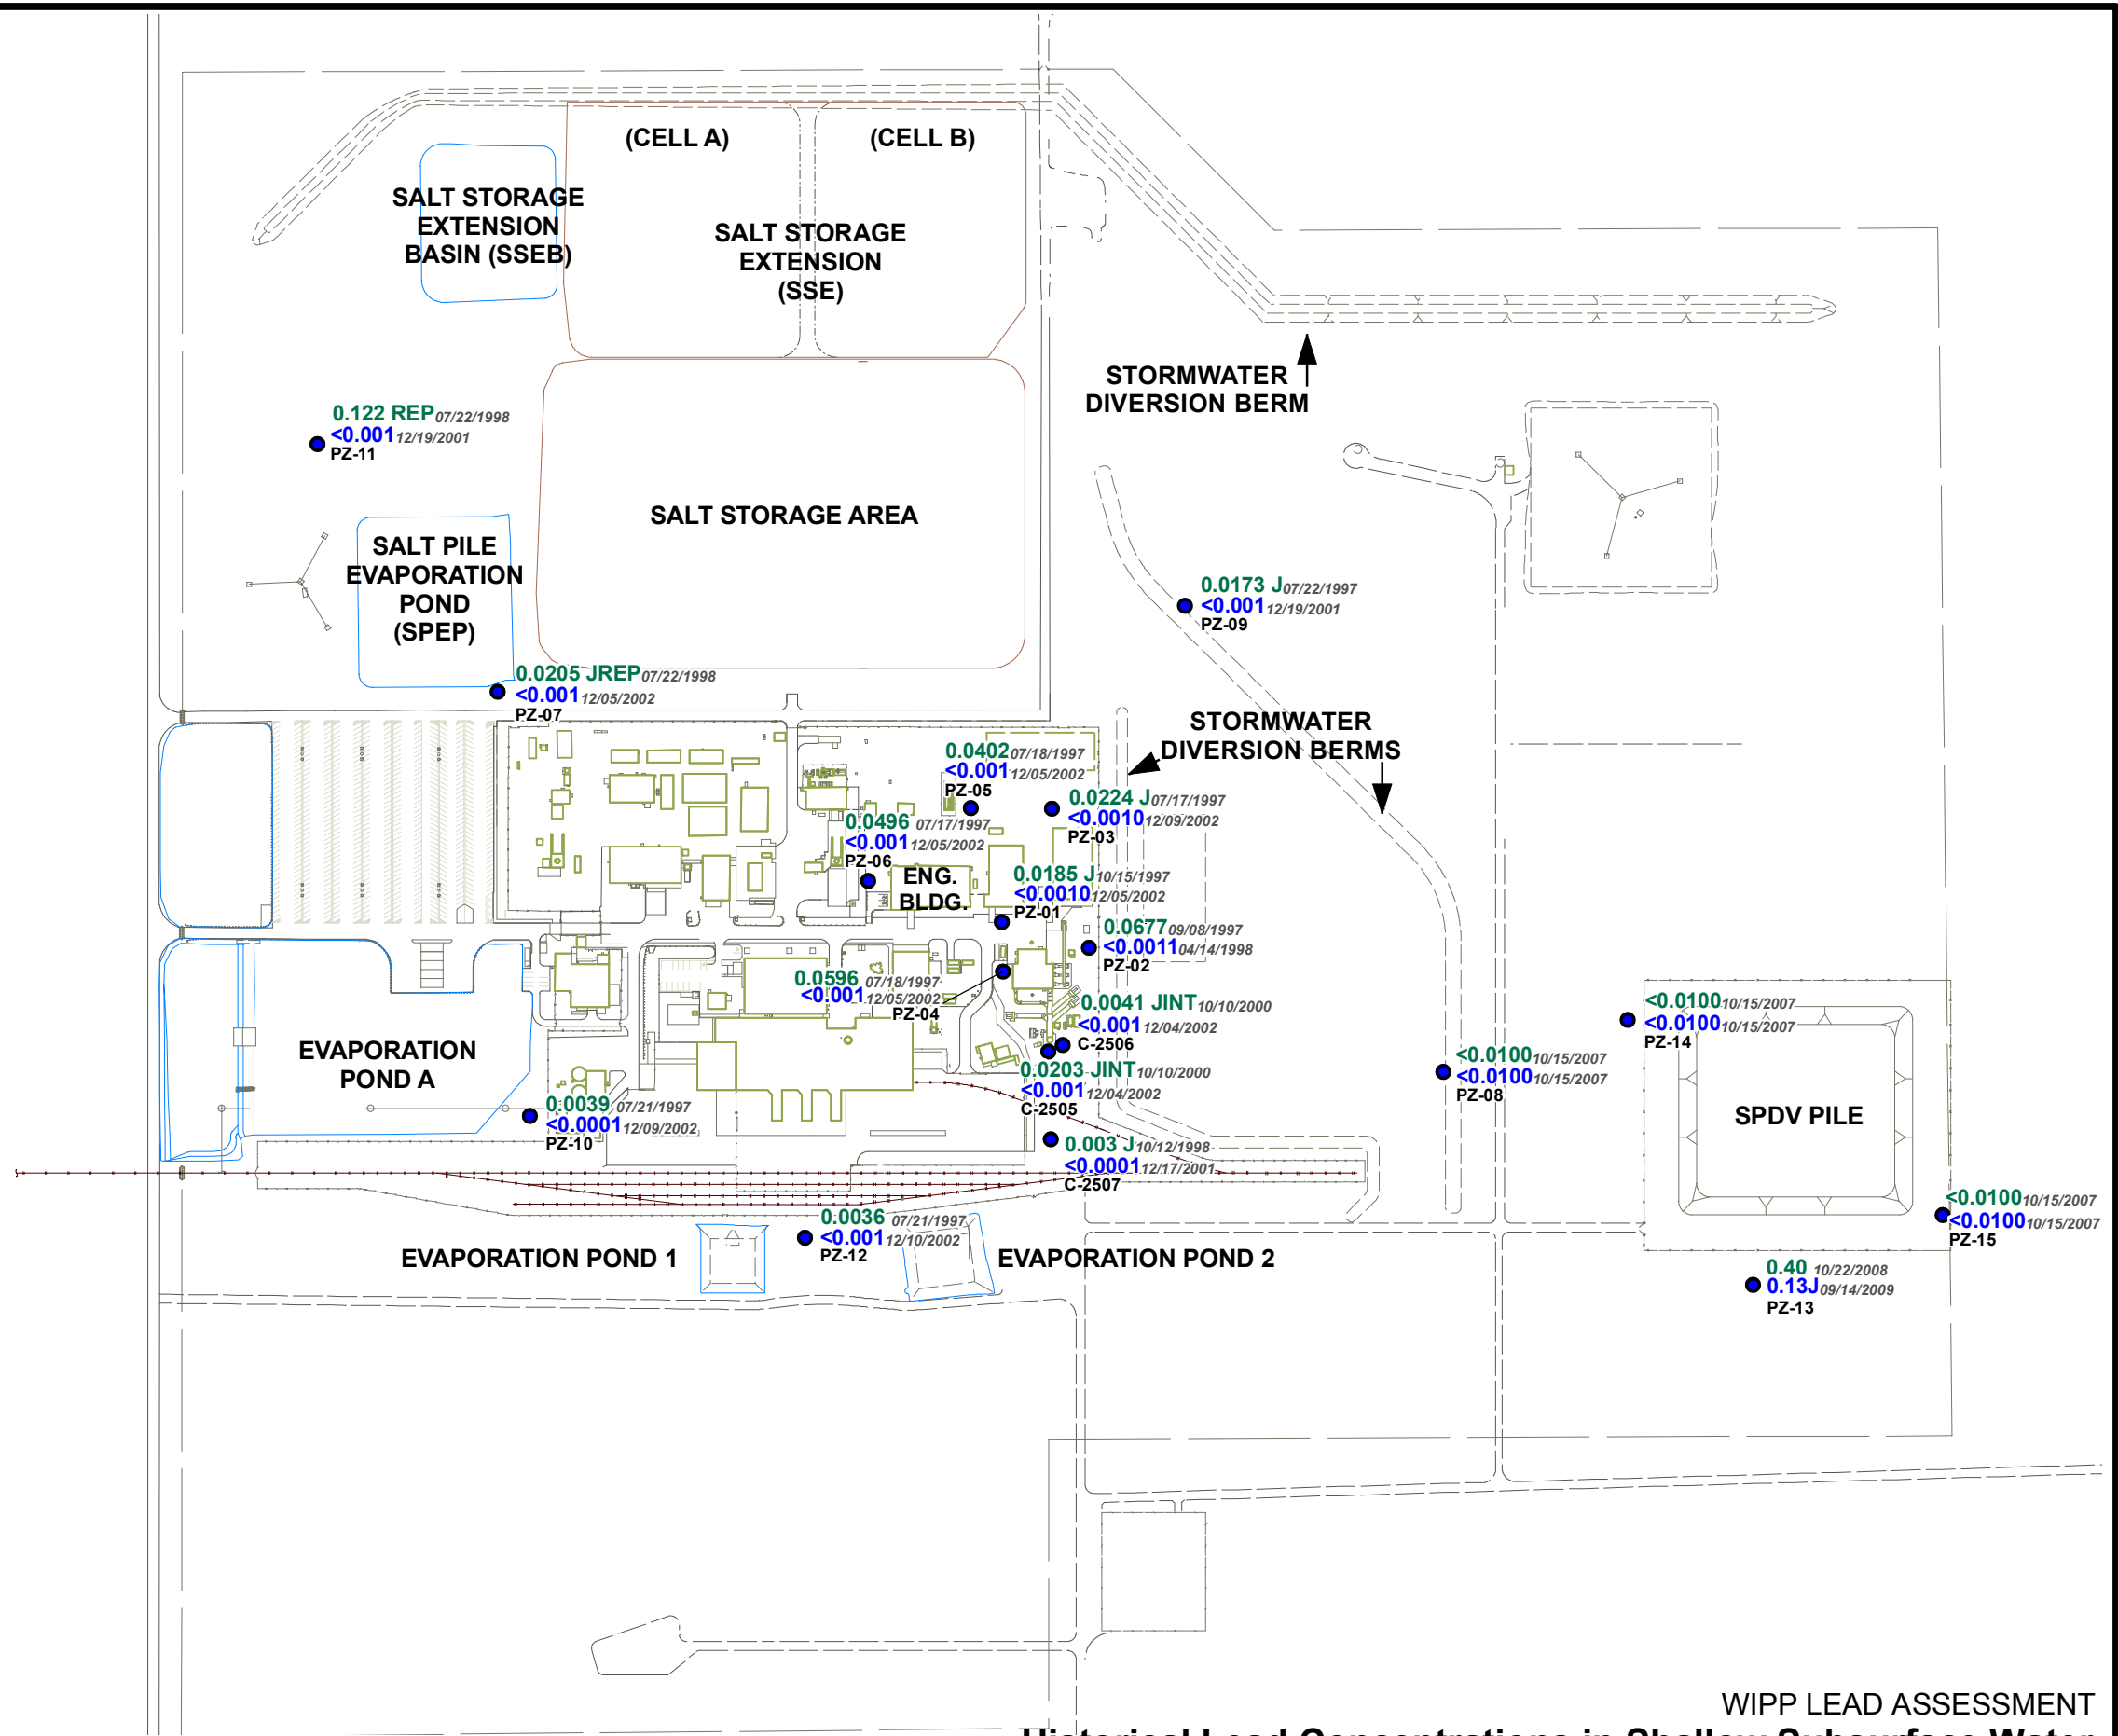 (CELL A)
(CELL B)
SALT STORAGE
EXTENSION
BASIN (SSEB)
SALT STORAGE
EXTENSION
(SSE)
STORMWATER
DIVERSION BERM
0.122 REP 07/22/1998
<0.001 12/19/2001
PZ-11
SALT STORAGE AREA
SALT PILE
EVAPORATION
POND
(SPEP)
0.0173 J 07/22/1997
<0.001 12/19/2001
PZ-09
0.0205 JREP 07/22/1998
<0.001 12/05/2002
PZ-07
STORMWATER
DIVERSION BERMS
0.0402 07/18/1997
<0.001 12/05/2002
PZ-05
0.0224 J 07/17/1997
<0.0010 12/09/2002
PZ-03
0.0496 07/17/1997
<0.001 12/05/2002
PZ-06
ENG.
BLDG.
0.0185 J 10/15/1997
<0.0010 12/05/2002
PZ-01
0.0677 09/08/1997
<0.0011 04/14/1998
PZ-02
0.0596 07/18/1997
<0.001 12/05/2002
PZ-04
0.0041 JINT 10/10/2000
<0.001 12/04/2002
C-2506
<0.0100 10/15/2007
<0.0100 10/15/2007
PZ-14
EVAPORATION
POND A
0.0203 JINT 10/10/2000
<0.001 12/04/2002
C-2505
<0.0100 10/15/2007
<0.0100 10/15/2007
PZ-08
SPDV PILE
0.0039 07/21/1997
<0.0001 12/09/2002
PZ-10
0.003 J 10/12/1998
<0.0001 12/17/2001
C-2507
<0.0100 10/15/2007
<0.0100 10/15/2007
PZ-15
0.0036 07/21/1997
<0.001 12/10/2002
PZ-12
EVAPORATION POND 1
EVAPORATION POND 2
0.40 10/22/2008
0.13J 09/14/2009
PZ-13
WIPP LEAD ASSESSMENT
Historical Lead Concentrations in Shallow Subsurface Water